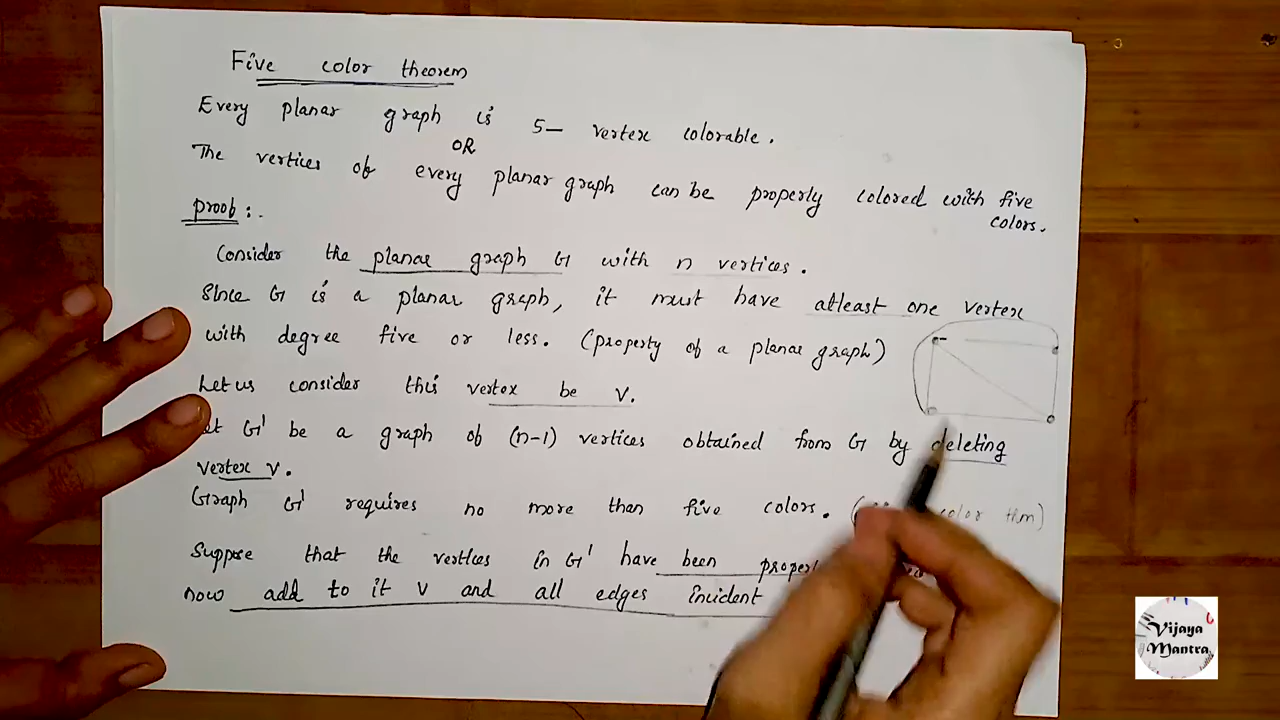 Five color theorem
Every planar graph is 5- vertex colorable.
OR
The vertices of every planar graph can be properly colored with five
colors.
Proof :.
Consider the planar graph G with n vertices.
Since G is a planar graph, it must have atleast one vertex
with degree five or less. (property of a planar graph)
Let us consider this vertex be v.
G' be a graph of (n-1) vertices obtained from G by deleting
vertex v.
Graph G' requires no more than five colors. ( color thm)
Suppose that the vertices in G' have been
now add to it V and all edges incident
Vijaya
Mantra